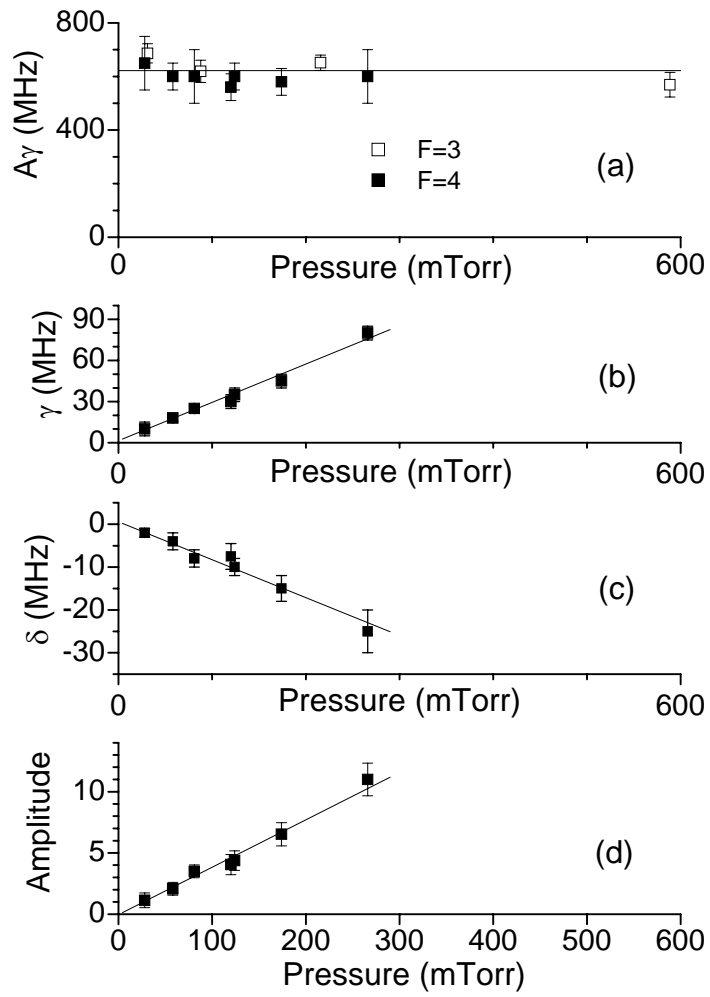 800
400
0
Aγ (MHz)
F=3
F=4
(a)
0
Pressure (mTorr)
600
90
60
30
0
γ (MHz)
(b)
0
Pressure (mTorr)
600
0
-10
-20
-30
δ (MHz)
(c)
0
Pressure (mTorr)
600
10
5
0
Amplitude
(d)
0 100 200 300 400 500 600
Pressure (mTorr)